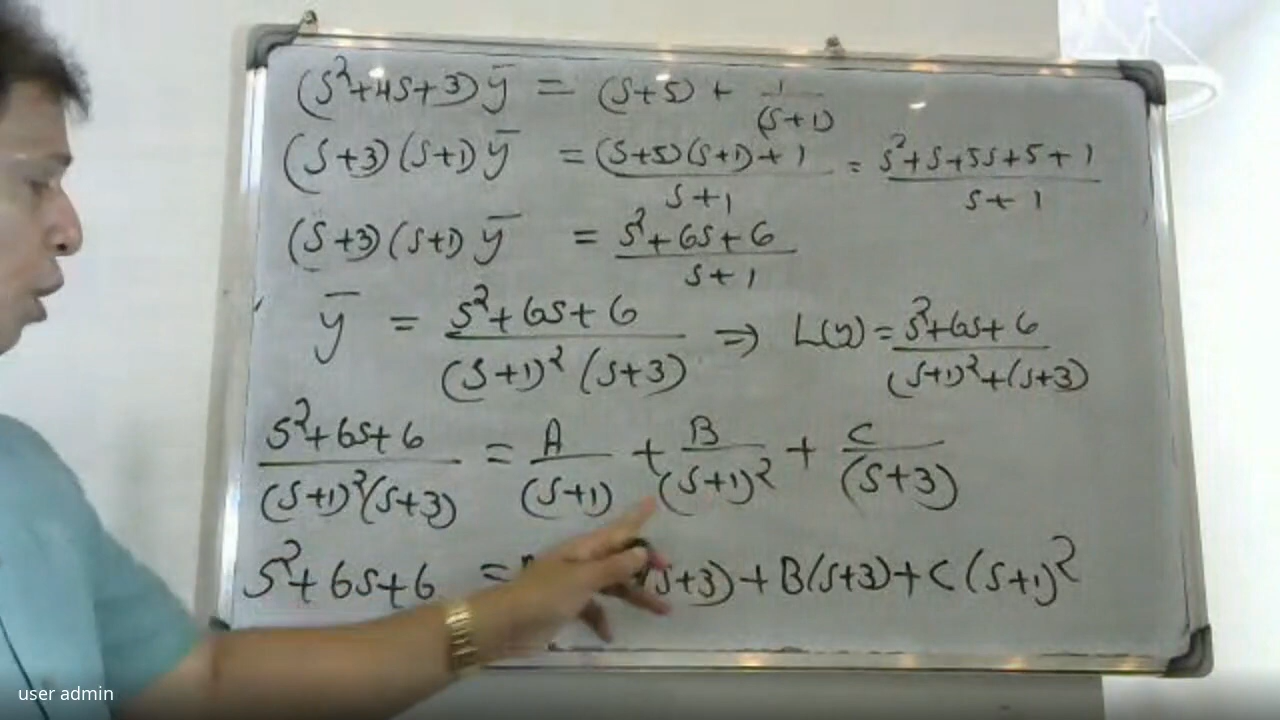 (s²+4s+3) ȳ = (s+5) + 1/(s+1)
(s+3)(s+1) ȳ = (s+5)(s+1)+1/s+1 = s²+s+5s+5+1/s+1
(s+3)(s+1) ȳ = s²+6s+6/s+1
ȳ = s²+6s+6/(s+1)²(s+3) ⇒ L(y) = s²+6s+6/(s+1)²+(s+3)
s²+6s+6/(s+1)²(s+3) = A/(s+1) + B/(s+1)² + C/(s+3)
s²+6s+6 = (s+3)+B(s+3)+C(s+1)²
user admin